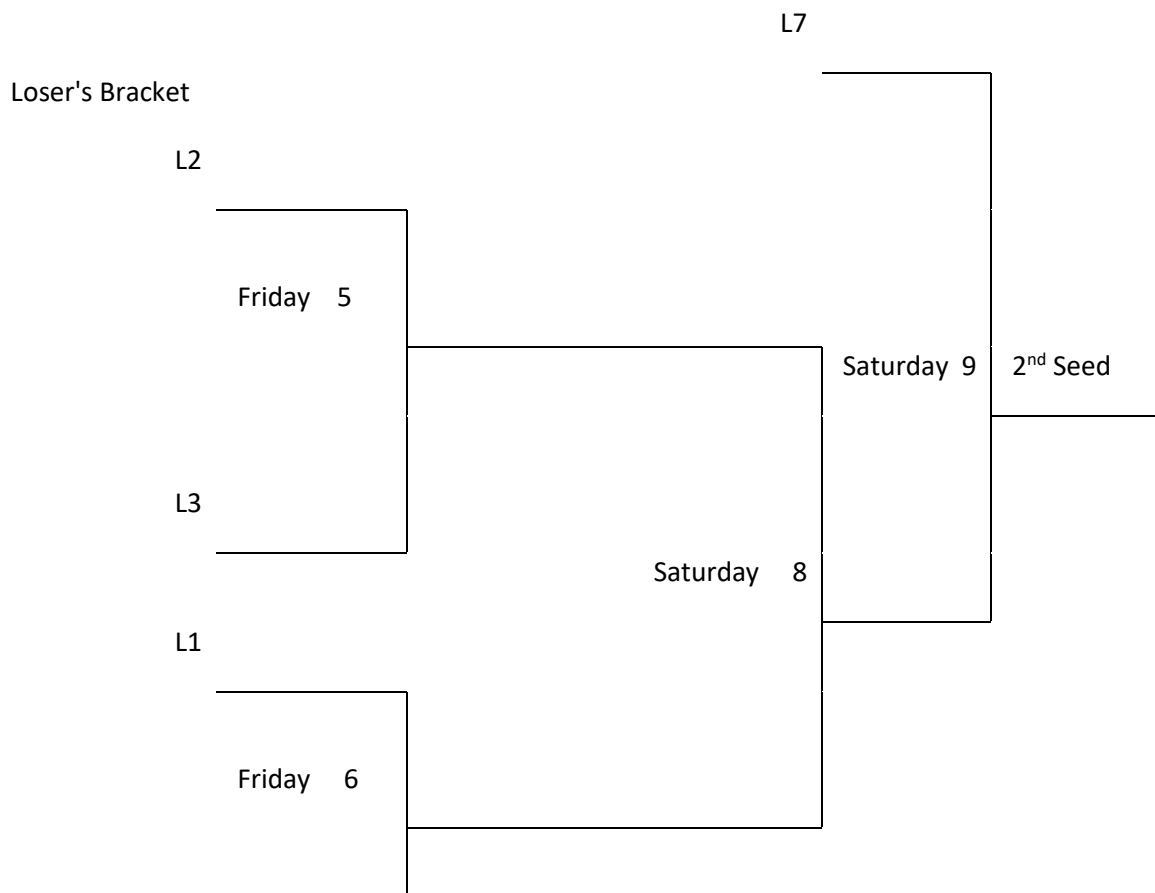 L7
Loser's Bracket
L2
Friday 5
Saturday 9
2nd Seed
L3
Saturday 8
L1
Friday 6